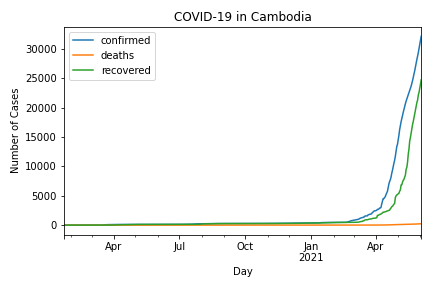 COVID-19 in Cambodia
confirmed
deaths
recovered
Number of Cases
30000
25000
20000
15000
10000
5000
0
Apr
Jul
Oct
Jan
2021
Apr
Day